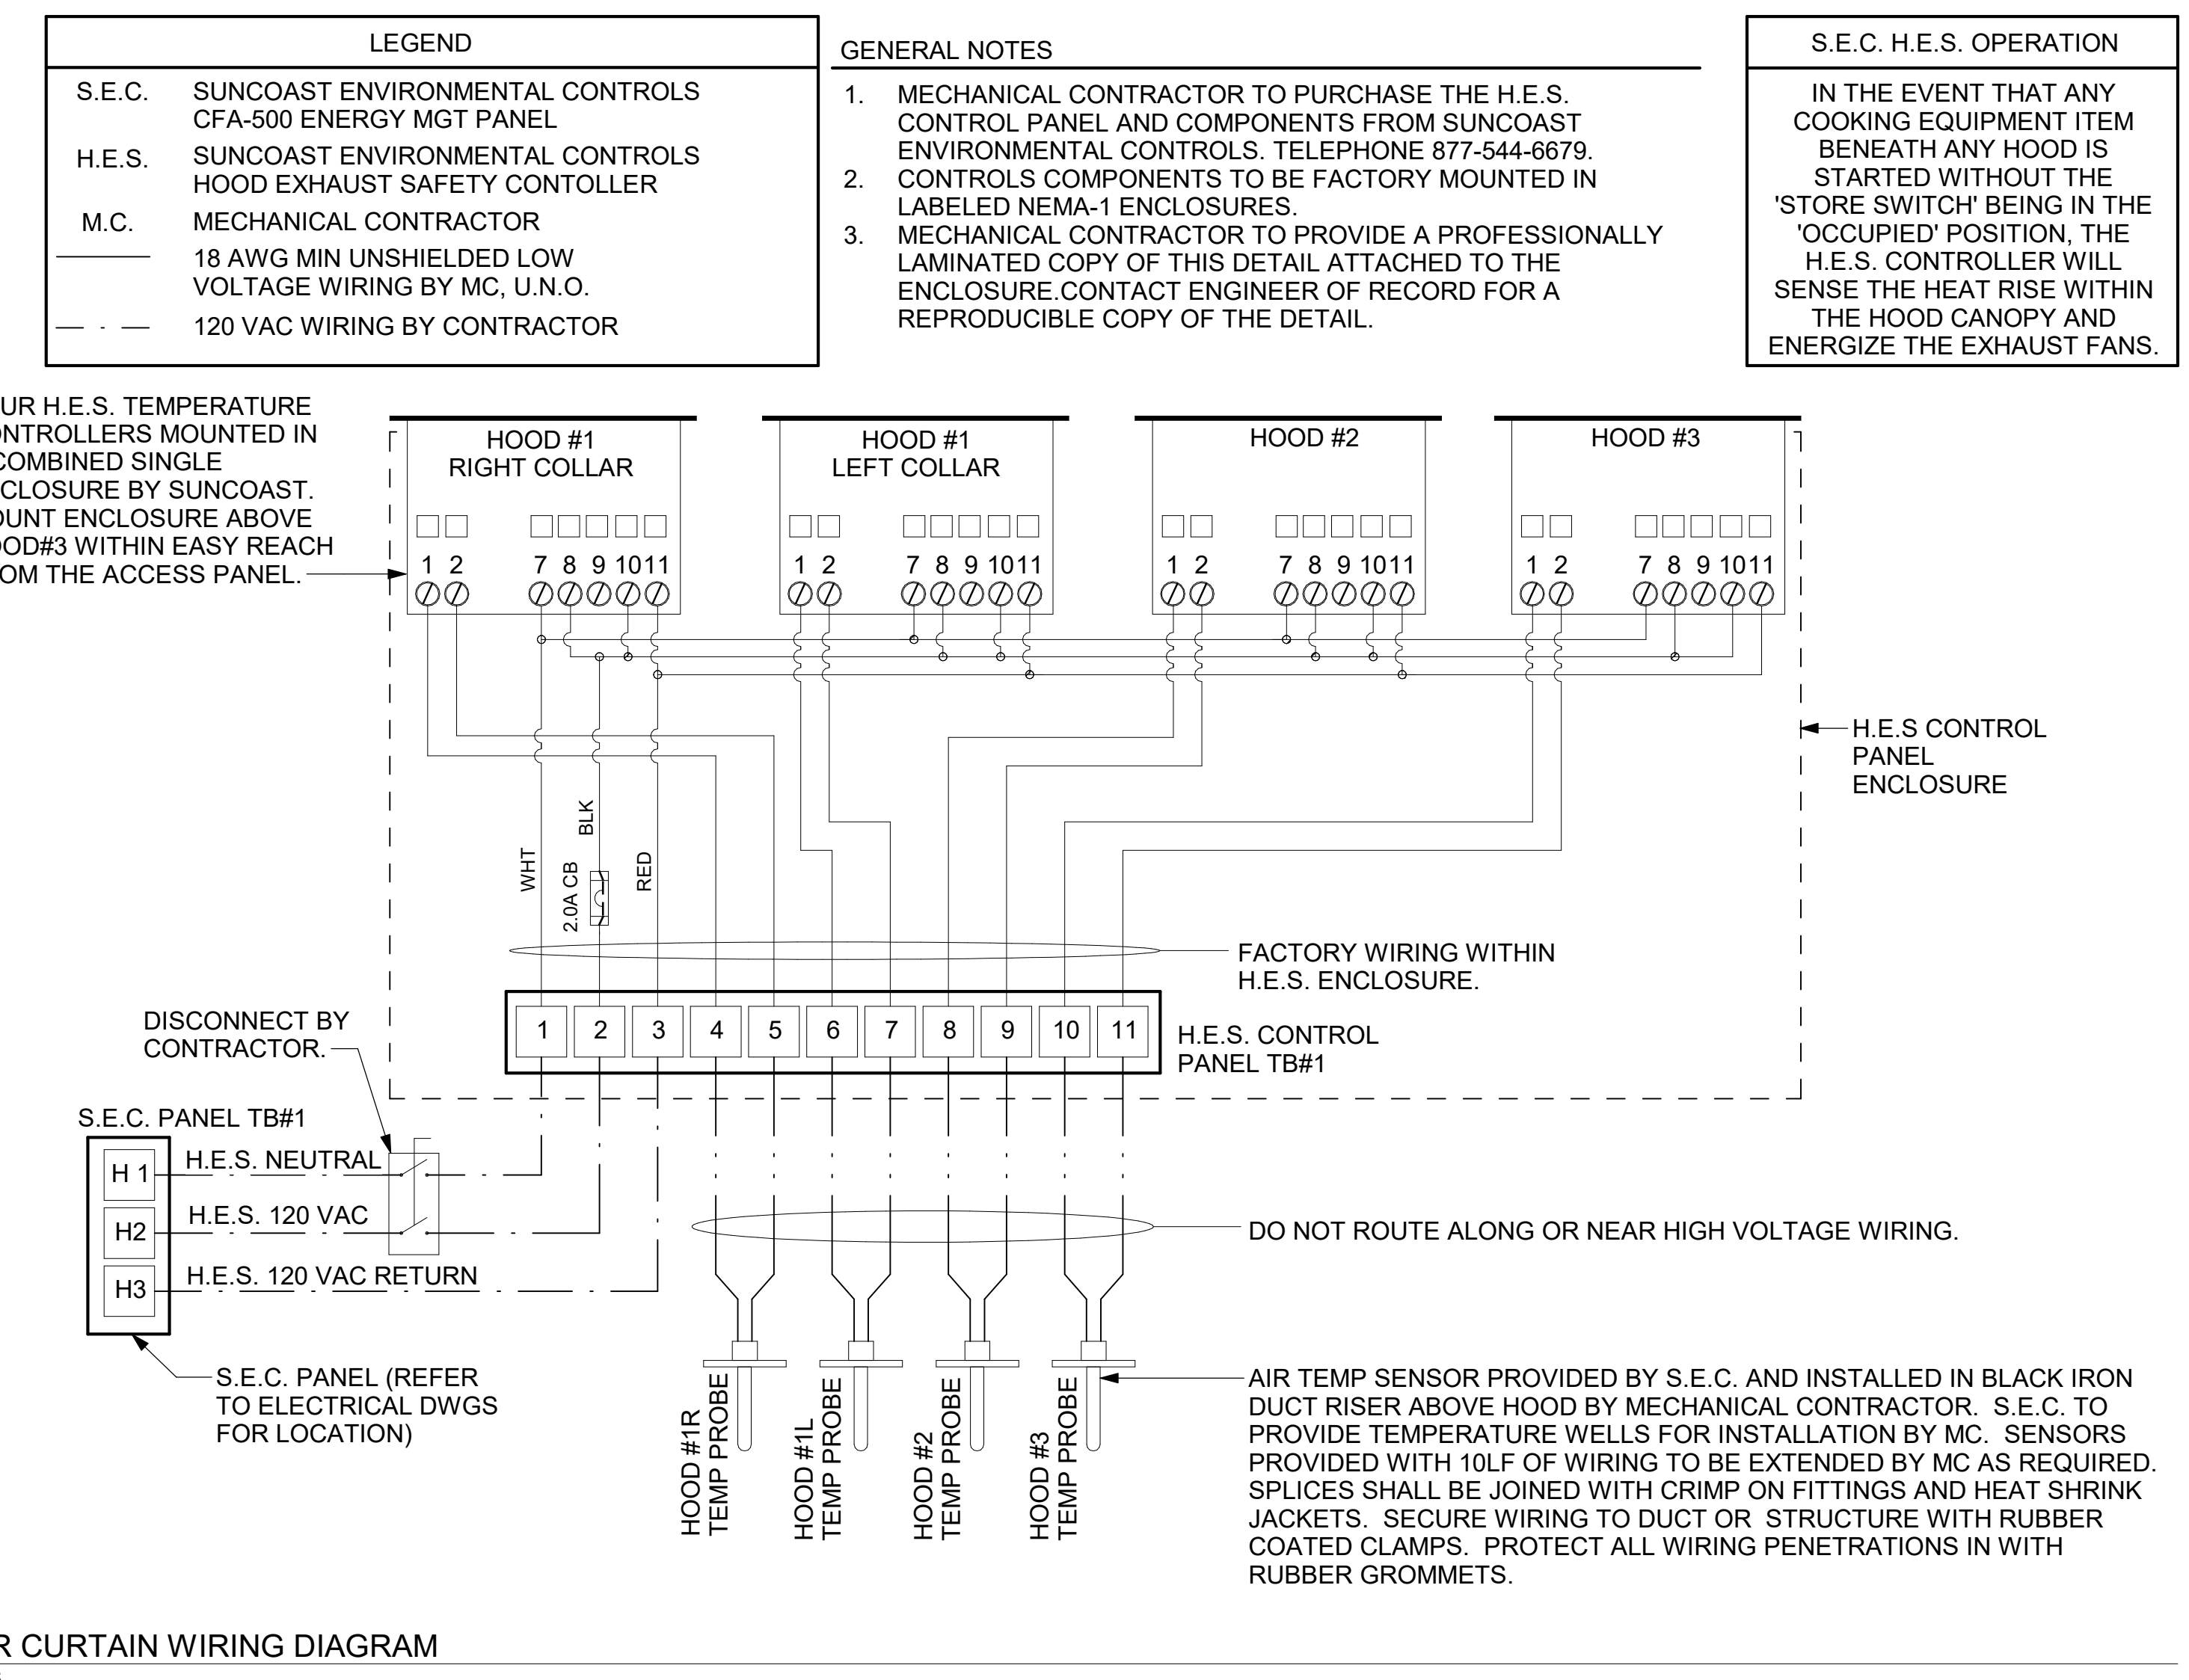 LEGEND
S.E.C. SUNCOAST ENVIRONMENTAL CONTROLS
CFA-500 ENERGY MGT PANEL
H.E.S. SUNCOAST ENVIRONMENTAL CONTROLS
HOOD EXHAUST SAFETY CONTOLLER
M.C. MECHANICAL CONTRACTOR
18 AWG MIN UNSHIELDED LOW
VOLTAGE WIRING BY MC, U.N.O.
120 VAC WIRING BY CONTRACTOR
GENERAL NOTES
1. MECHANICAL CONTRACTOR TO PURCHASE THE H.E.S.
CONTROL PANEL AND COMPONENTS FROM SUNCOAST
ENVIRONMENTAL CONTROLS. TELEPHONE 877-544-6679.
2. CONTROLS COMPONENTS TO BE FACTORY MOUNTED IN
LABELED NEMA-1 ENCLOSURES.
3. MECHANICAL CONTRACTOR TO PROVIDE A PROFESSIONALLY
LAMINATED COPY OF THIS DETAIL ATTACHED TO THE
ENCLOSURE.CONTACT ENGINEER OF RECORD FOR A
REPRODUCIBLE COPY OF THE DETAIL.
S.E.C. H.E.S. OPERATION
IN THE EVENT THAT ANY
COOKING EQUIPMENT ITEM
BENEATH ANY HOOD IS
STARTED WITHOUT THE
'STORE SWITCH' BEING IN THE
'OCCUPIED' POSITION, THE
H.E.S. CONTROLLER WILL
SENSE THE HEAT RISE WITHIN
THE HOOD CANOPY AND
ENERGIZE THE EXHAUST FANS.
UR H.E.S. TEMPERATURE
ONTROLLERS MOUNTED IN
COMBINED SINGLE
CLOSURE BY SUNCOAST.
OUNT ENCLOSURE ABOVE
OOD#3 WITHIN EASY REACH
OM THE ACCESS PANEL.
HOOD #1
RIGHT COLLAR
1 2 7 8 9 10 11
HOOD #1
LEFT COLLAR
1 2 7 8 9 10 11
HOOD #2
1 2 7 8 9 10 11
HOOD #3
1 2 7 8 9 10 11
H.E.S CONTROL
PANEL
ENCLOSURE
WHT
2.0A CB
BLK
RED
FACTORY WIRING WITHIN
H.E.S. ENCLOSURE.
1 2 3 4 5 6 7 8 9 10 11
H.E.S. CONTROL
PANEL TB#1
DISCONNECT BY
CONTRACTOR.
S.E.C. PANEL TB#1
H 1 H.E.S. NEUTRAL
H2 H.E.S. 120 VAC
H3 H.E.S. 120 VAC RETURN
S.E.C. PANEL (REFER
TO ELECTRICAL DWGS
FOR LOCATION)
DO NOT ROUTE ALONG OR NEAR HIGH VOLTAGE WIRING.
HOOD #1R
TEMP PROBE
HOOD #1L
TEMP PROBE
HOOD #2
TEMP PROBE
HOOD #3
TEMP PROBE
AIR TEMP SENSOR PROVIDED BY S.E.C. AND INSTALLED IN BLACK IRON
DUCT RISER ABOVE HOOD BY MECHANICAL CONTRACTOR. S.E.C. TO
PROVIDE TEMPERATURE WELLS FOR INSTALLATION BY MC. SENSORS
PROVIDED WITH 10LF OF WIRING TO BE EXTENDED BY MC AS REQUIRED.
SPLICES SHALL BE JOINED WITH CRIMP ON FITTINGS AND HEAT SHRINK
JACKETS. SECURE WIRING TO DUCT OR STRUCTURE WITH RUBBER
COATED CLAMPS. PROTECT ALL WIRING PENETRATIONS IN WITH
RUBBER GROMMETS.
R CURTAIN WIRING DIAGRAM